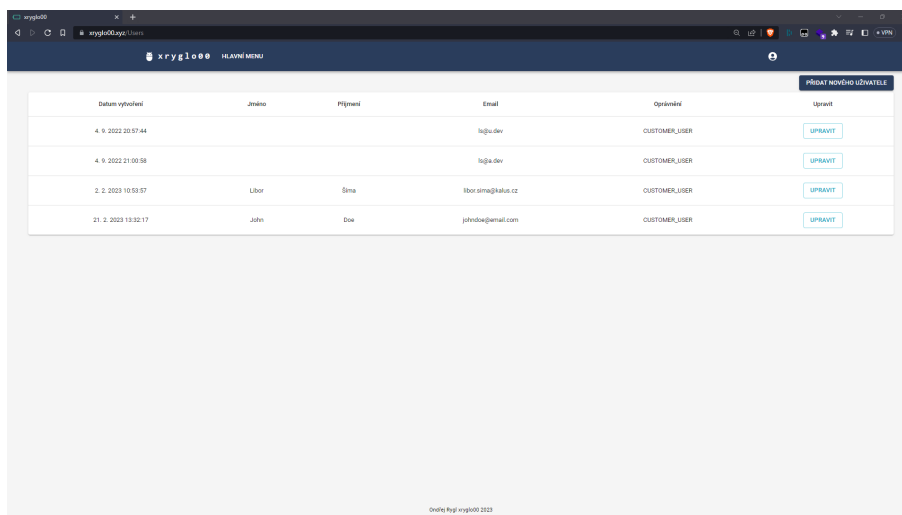 xryglo00
xryglo00.xyz/Users
VPN
xryglo00 HLAVNÍ MENU
PŘIDAT NOVÉHO UŽIVATELE
Datum vytvoření Jméno Příjmení Email Oprávnění Upravit
4. 9. 2022 20:57:44 ls@u.dev CUSTOMER_USER UPRAVIT
4. 9. 2022 21:00:58 ls@a.dev CUSTOMER_USER UPRAVIT
2. 2. 2023 10:53:57 Libor Šíma libor.sima@kalus.cz CUSTOMER_USER UPRAVIT
21. 2. 2023 13:32:17 John Doe johndoe@email.com CUSTOMER_USER UPRAVIT
Ondřej Rygl xryglo00 2023